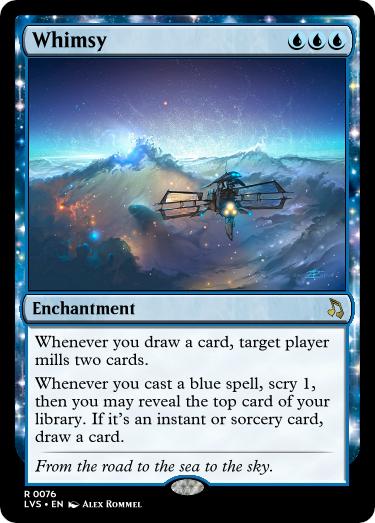 Whimsy
Enchantment
Whenever you draw a card, target player
mills two cards.
Whenever you cast a blue spell, scry 1,
then you may reveal the top card of your
library. If it's an instant or sorcery card,
draw a card.
From the road to the sea to the sky.
R 0076
LVS • EN Alex Rommel